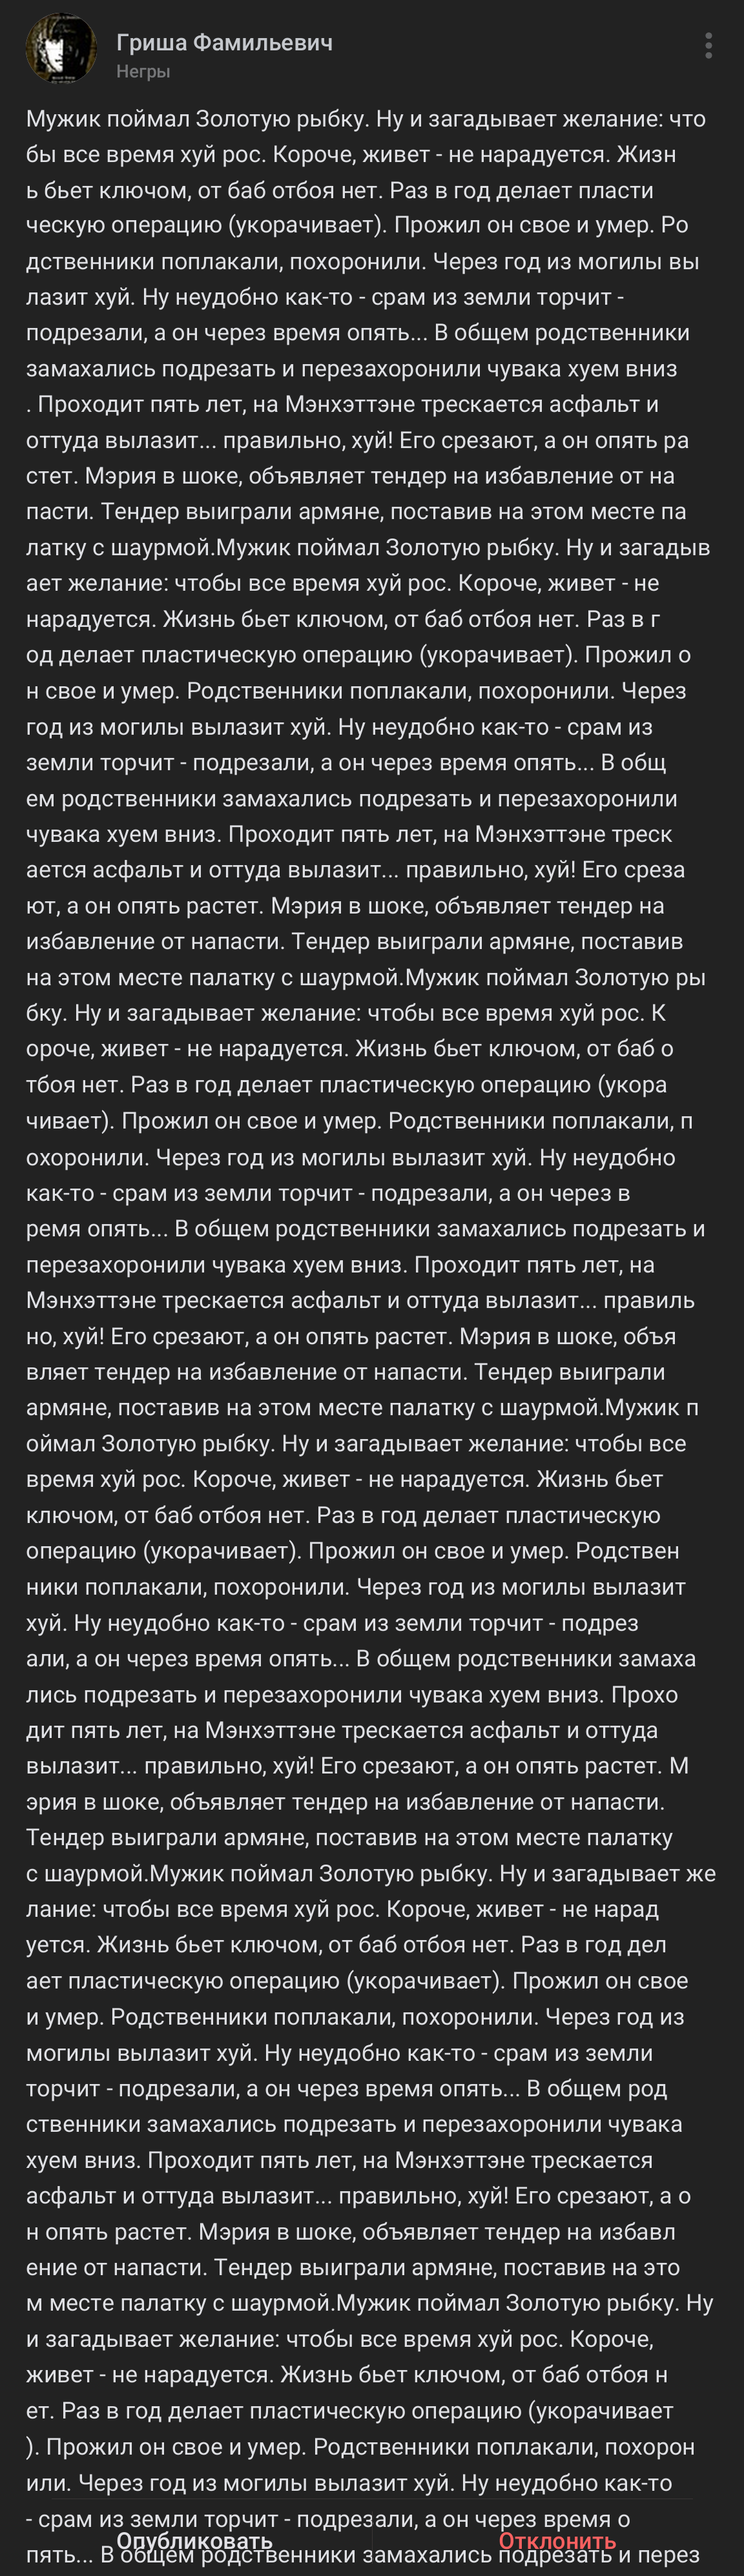 Гриша Фамильевич
Негры
Мужик поймал Золотую рыбку. Ну и загадывает желание: что
бы все время хуй рос. Короче, живет - не нарадуется. Жизн
ь бьет ключом, от баб отбоя нет. Раз в год делает пласти
ческую операцию (укорачивает). Прожил он свое и умер. Ро
дственники поплакали, похоронили. Через год из могилы вы
лазит хуй. Ну неудобно как-то - срам из земли торчит -
подрезали, а он через время опять... В общем родственники
замахались подрезать и перезахоронили чувака хуем вниз
. Проходит пять лет, на Мэнхэттэне трескается асфальт и
оттуда вылазит... правильно, хуй! Его срезают, а он опять ра
стет. Мэрия в шоке, объявляет тендер на избавление от на
пасти. Тендер выиграли армяне, поставив на этом месте па
латку с шаурмой.Мужик поймал Золотую рыбку. Ну и загадыв
ает желание: чтобы все время хуй рос. Короче, живет - не
нарадуется. Жизнь бьет ключом, от баб отбоя нет. Раз в г
од делает пластическую операцию (укорачивает). Прожил о
н свое и умер. Родственники поплакали, похоронили. Через
год из могилы вылазит хуй. Ну неудобно как-то - срам из
земли торчит - подрезали, а он через время опять... В общ
ем родственники замахались подрезать и перезахоронили
чувака хуем вниз. Проходит пять лет, на Мэнхэттэне треск
ается асфальт и оттуда вылазит... правильно, хуй! Его среза
ют, а он опять растет. Мэрия в шоке, объявляет тендер на
избавление от напасти. Тендер выиграли армяне, поставив
на этом месте палатку с шаурмой.Мужик поймал Золотую ры
бку. Ну и загадывает желание: чтобы все время хуй рос. К
ороче, живет - не нарадуется. Жизнь бьет ключом, от баб о
тбоя нет. Раз в год делает пластическую операцию (укора
чивает). Прожил он свое и умер. Родственники поплакали, п
охоронили. Через год из могилы вылазит хуй. Ну неудобно
как-то - срам из земли торчит - подрезали, а он через в
ремя опять... В общем родственники замахались подрезать и
перезахоронили чувака хуем вниз. Проходит пять лет, на
Мэнхэттэне трескается асфальт и оттуда вылазит... правиль
но, хуй! Его срезают, а он опять растет. Мэрия в шоке, объя
вляет тендер на избавление от напасти. Тендер выиграли
армяне, поставив на этом месте палатку с шаурмой.Мужик п
оймал Золотую рыбку. Ну и загадывает желание: чтобы все
время хуй рос. Короче, живет - не нарадуется. Жизнь бьет
ключом, от баб отбоя нет. Раз в год делает пластическую
операцию (укорачивает). Прожил он свое и умер. Родствен
ники поплакали, похоронили. Через год из могилы вылазит
хуй. Ну неудобно как-то - срам из земли торчит - подрез
али, а он через время опять... В общем родственники замаха
лись подрезать и перезахоронили чувака хуем вниз. Прохо
дит пять лет, на Мэнхэттэне трескается асфальт и оттуда
вылазит... правильно, хуй! Его срезают, а он опять растет. М
эрия в шоке, объявляет тендер на избавление от напасти.
Тендер выиграли армяне, поставив на этом месте палатку
с шаурмой.Мужик поймал Золотую рыбку. Ну и загадывает же
лание: чтобы все время хуй рос. Короче, живет - не нарад
уется. Жизнь бьет ключом, от баб отбоя нет. Раз в год дел
ает пластическую операцию (укорачивает). Прожил он свое
и умер. Родственники поплакали, похоронили. Через год из
могилы вылазит хуй. Ну неудобно как-то - срам из земли
торчит - подрезали, а он через время опять... В общем род
ственники замахались подрезать и перезахоронили чувака
хуем вниз. Проходит пять лет, на Мэнхэттэне трескается
асфальт и оттуда вылазит... правильно, хуй! Его срезают, а о
н опять растет. Мэрия в шоке, объявляет тендер на избавл
ение от напасти. Тендер выиграли армяне, поставив на это
м месте палатку с шаурмой.Мужик поймал Золотую рыбку. Ну
и загадывает желание: чтобы все время хуй рос. Короче,
живет - не нарадуется. Жизнь бьет ключом, от баб отбоя н
ет. Раз в год делает пластическую операцию (укорачивает
). Прожил он свое и умер. Родственники поплакали, похорон
или. Через год из могилы вылазит хуй. Ну неудобно как-то
- срам из земли торчит - подрезали, а он через время о
пять... В общем родственники замахались подрезать и перез
Опубликовать
Отклонить